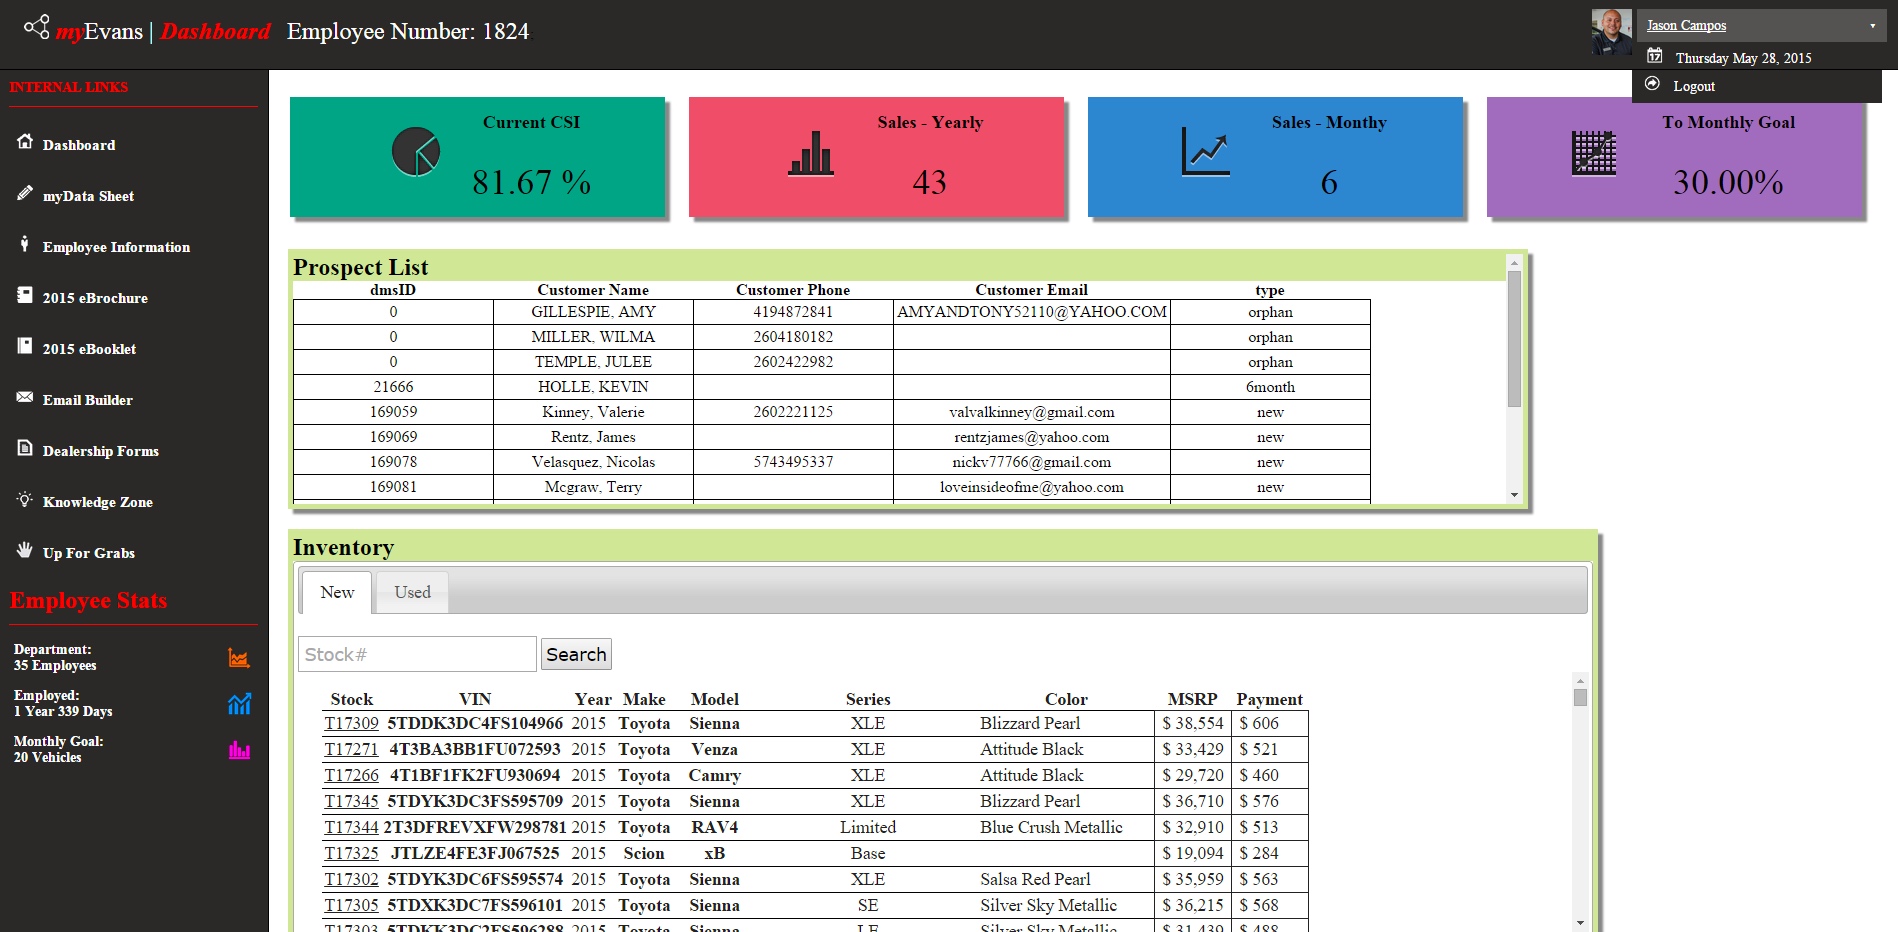 myEvans | Dashboard Employee Number: 1824
Jason Campos
17 Thursday May 28, 2015
Logout
INTERNAL LINKS
Dashboard
myData Sheet
Employee Information
2015 eBrochure
2015 eBooklet
Email Builder
Dealership Forms
Knowledge Zone
Up For Grabs
Employee Stats
Department:
35 Employees
Employed:
1 Year 339 Days
Monthly Goal:
20 Vehicles
Current CSI
81.67 %
Sales - Yearly
43
Sales - Monthy
6
To Monthly Goal
30.00%
Prospect List
dmsID Customer Name Customer Phone Customer Email type
0 GILLESPIE, AMY 4194872841 AMYANDTONY52110@YAHOO.COM orphan
0 MILLER, WILMA 2604180182 orphan
0 TEMPLE, JULEE 2602422982 orphan
21666 HOLLE, KEVIN 6month
169059 Kinney, Valerie 2602221125 valvalkinney@gmail.com new
169069 Rentz, James rentzjames@yahoo.com new
169078 Velasquez, Nicolas 5743495337 nickv77766@gmail.com new
169081 Mcgraw, Terry loveinsideofme@yahoo.com new
Inventory
New Used
Stock# Search
Stock VIN Year Make Model Series Color MSRP Payment
T17309 5TDDK3DC4FS104966 2015 Toyota Sienna XLE Blizzard Pearl $ 38,554 $ 606
T17271 4T3BA3BB1FU072593 2015 Toyota Venza XLE Attitude Black $ 33,429 $ 521
T17266 4T1BF1FK2FU930694 2015 Toyota Camry XLE Attitude Black $ 29,720 $ 460
T17345 5TDYK3DC3FS595709 2015 Toyota Sienna XLE Blizzard Pearl $ 36,710 $ 576
T17344 2T3DFREVXFW298781 2015 Toyota RAV4 Limited Blue Crush Metallic $ 32,910 $ 513
T17325 JTLZE4FE3FJ067525 2015 Scion xB Base $ 19,094 $ 284
T17302 5TDYK3DC6FS595574 2015 Toyota Sienna XLE Salsa Red Pearl $ 35,959 $ 563
T17305 5TDXK3DC7FS596101 2015 Toyota Sienna SE Silver Sky Metallic $ 36,215 $ 568
T17303 5TDKK3DC2FS596288 2015 Toyota Sienna LE Silver Sky Metallic $ 31,439 $ 488